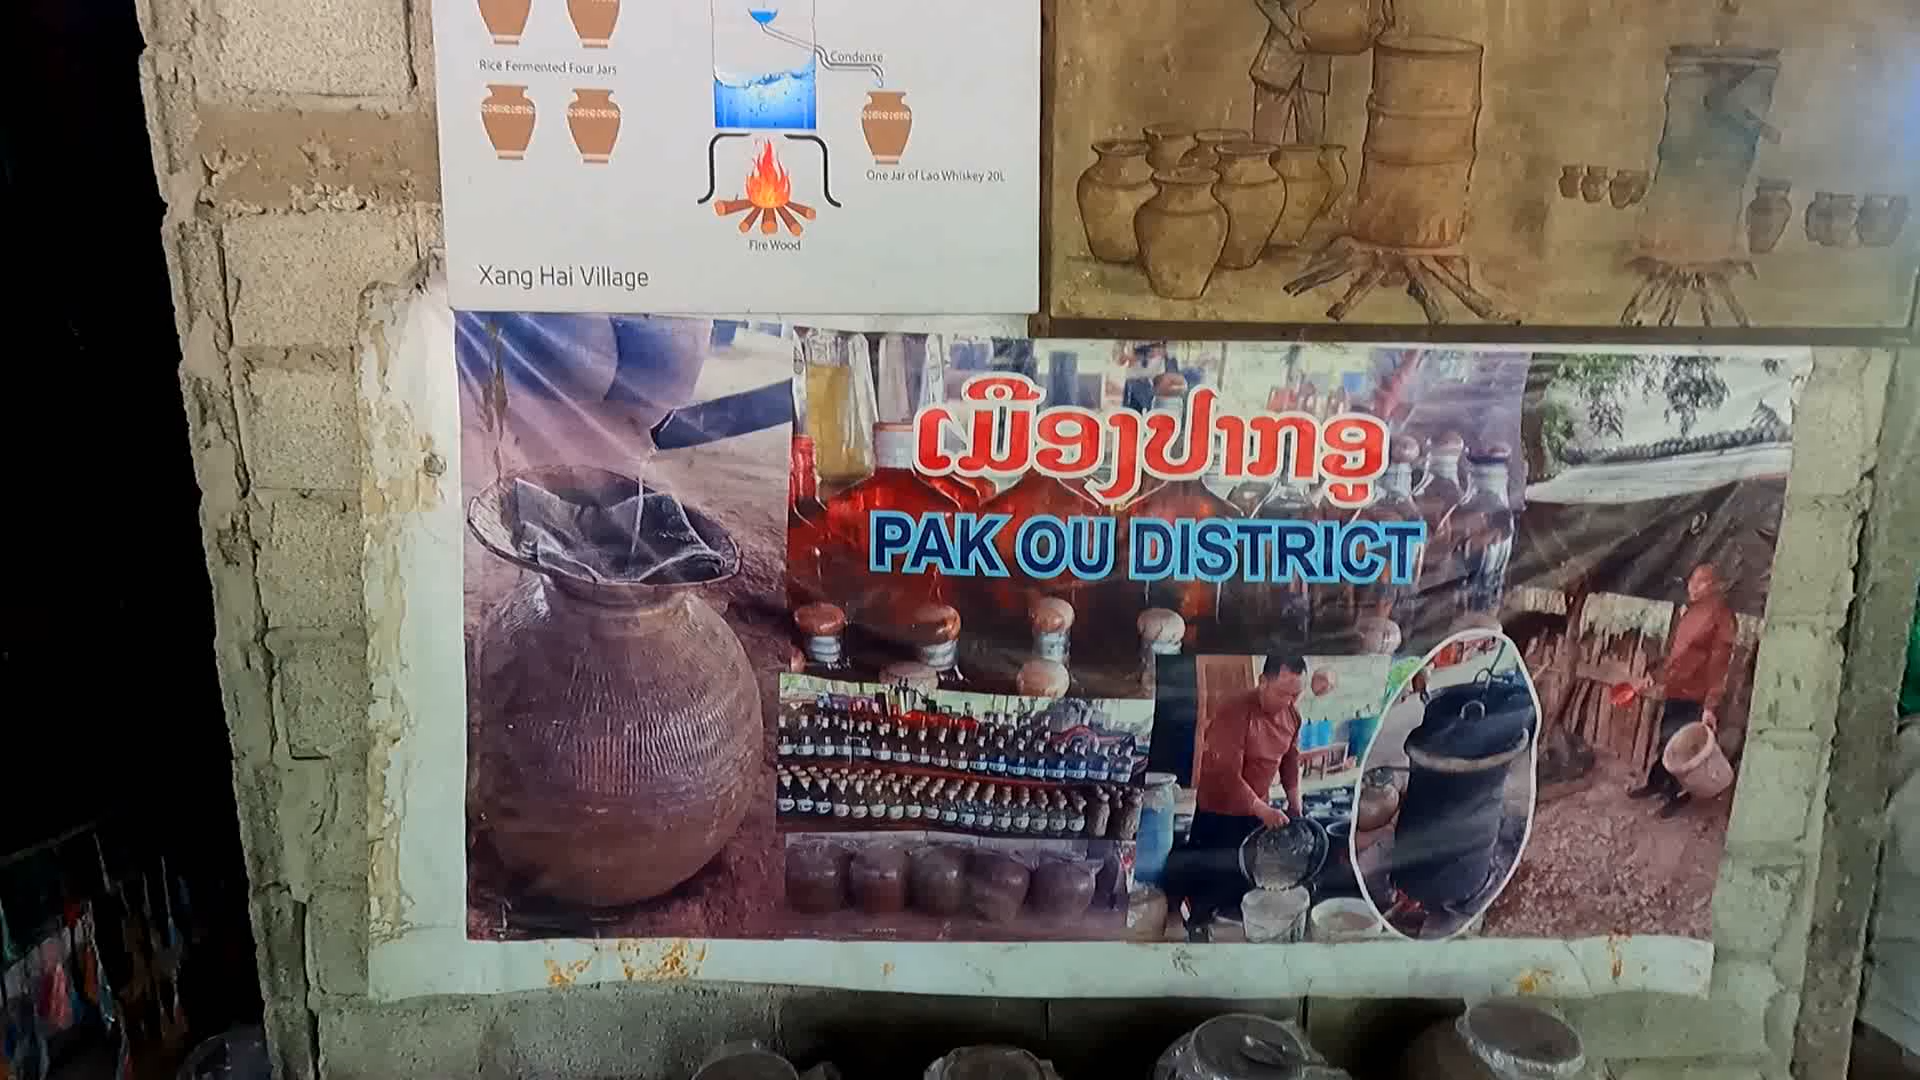 Condense
Rice Fermented Four Jars
One Jar of Lao Whiskey 20L
Fire Wood
Xang Hai Village
ເມືອງປາກອູ
PAK OU DISTRICT